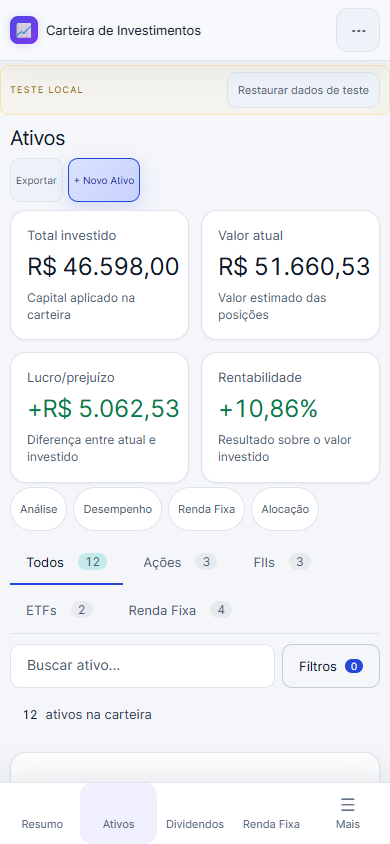 Carteira de Investimentos
...
TESTE LOCAL
Restaurar dados de teste
Ativos
Exportar
+ Novo Ativo
Total investido
R$ 46.598,00
Capital aplicado na
carteira
Valor atual
R$ 51.660,53
Valor estimado das
posições
Lucro/prejuízo
+R$ 5.062,53
Diferença entre atual e
investido
Rentabilidade
+10,86%
Resultado sobre o valor
investido
Análise
Desempenho
Renda Fixa
Alocação
Todos 12
Ações 3
FIIs 3
ETFs 2
Renda Fixa 4
Buscar ativo...
Filtros 0
12 ativos na carteira
Resumo
Ativos
Dividendos
Renda Fixa
Mais